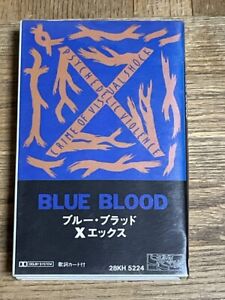 PSYCHEDELIC VIOLENCE
CRIME OF VISUAL SHOCK
BLUE BLOOD
ブルー・ブラッド
X エックス
DOLBY SYSTEM
歌詞カード付
28KH 5224